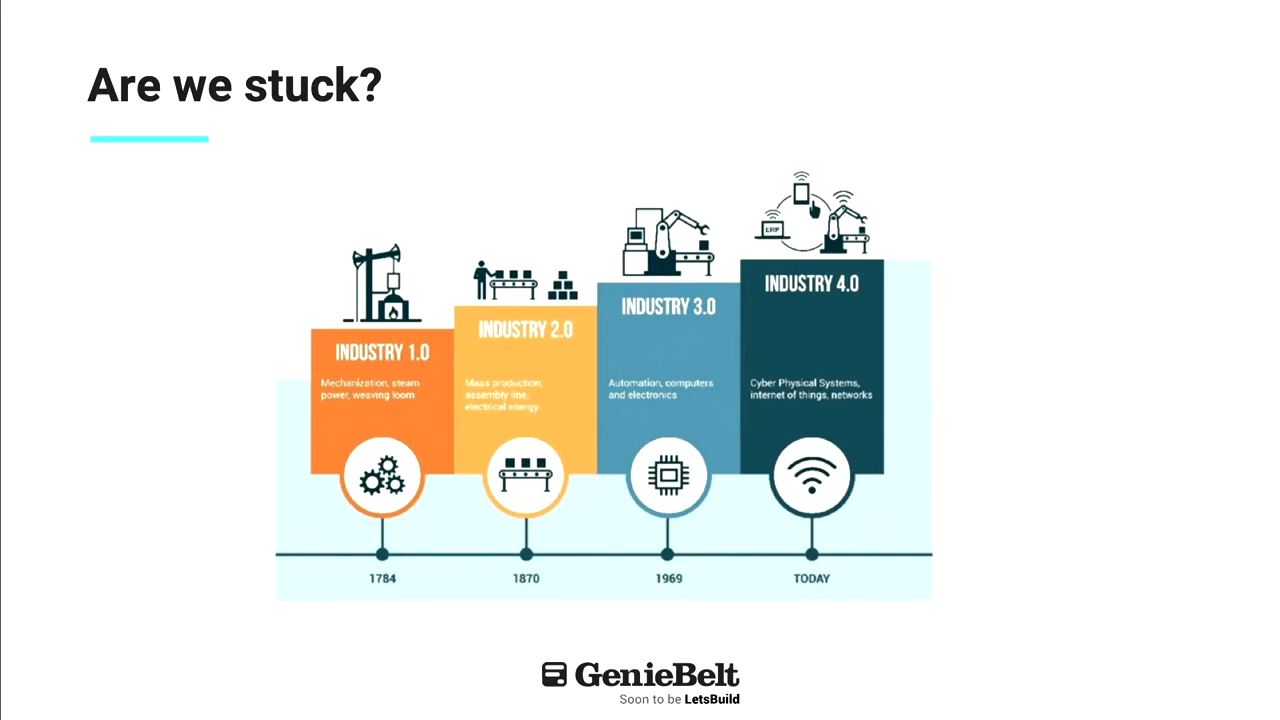 Are we stuck?
ERP
INDUSTRY 1.0
Mechanization, steam
power, weaving loom
INDUSTRY 2.0
Mass production,
assembly line,
electrical energy
INDUSTRY 3.0
Automation, computers
and electronics
INDUSTRY 4.0
Cyber Physical Systems,
internet of things, networks
1784
1870
1969
TODAY
GenieBelt
Soon to be LetsBuild